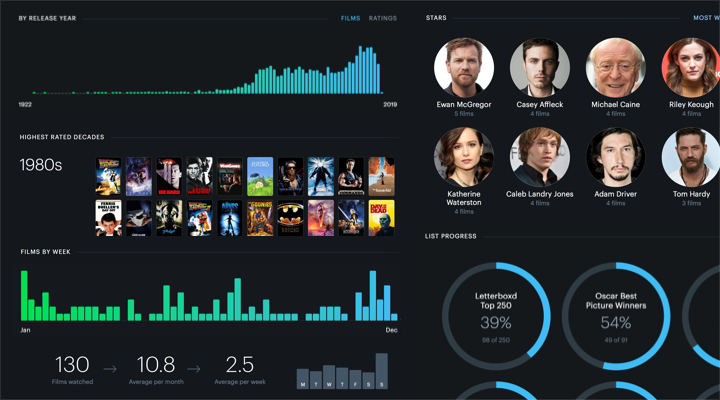 BY RELEASE YEAR
FILMS RATINGS
1922 2019
HIGHEST RATED DECADES
1980s
FILMS BY WEEK
Jan Dec
130 10.8 2.5
Films watched Average per month Average per week
M T W T F S S
STARS
MOST W
Ewan McGregor
5 films
Casey Affleck
4 films
Michael Caine
4 films
Riley Keough
4 films
Katherine
Waterston
4 films
Caleb Landry Jones
4 films
Adam Driver
4 films
Tom Hardy
3 films
LIST PROGRESS
Letterboxd
Top 250
39%
98 of 250
Oscar Best
Picture Winners
54%
49 of 91